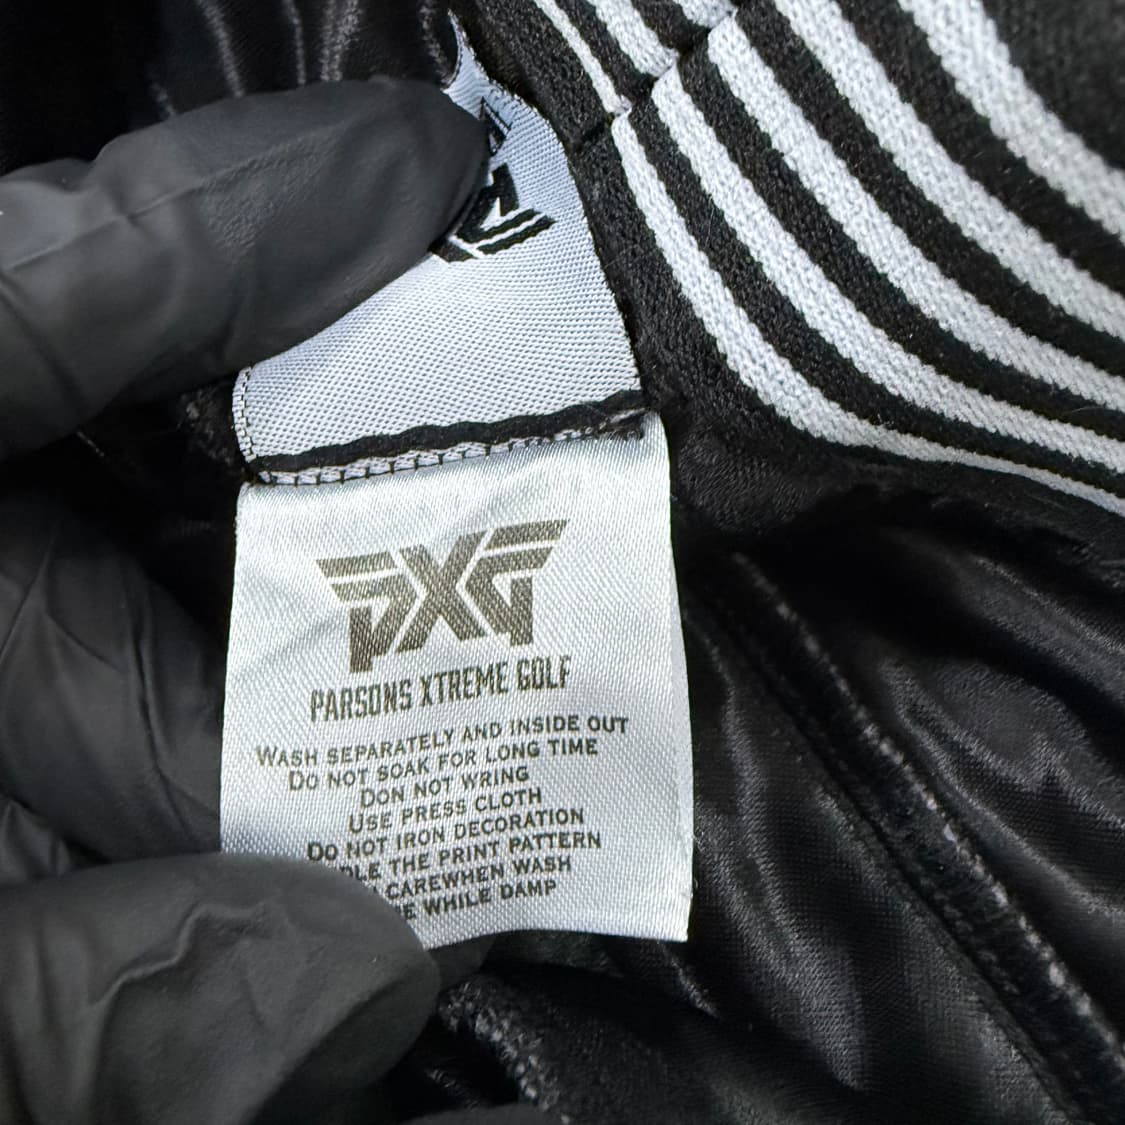 PXG
PARSONS XTREME GOLF
WASH SEPARATELY AND INSIDE OUT
DO NOT SOAK FOR LONG TIME
DON NOT WRING
USE PRESS CLOTH
DO NOT IRON DECORATION
THE PRINT PATTERN
CAREWHEN WASH
WHILE DAMP